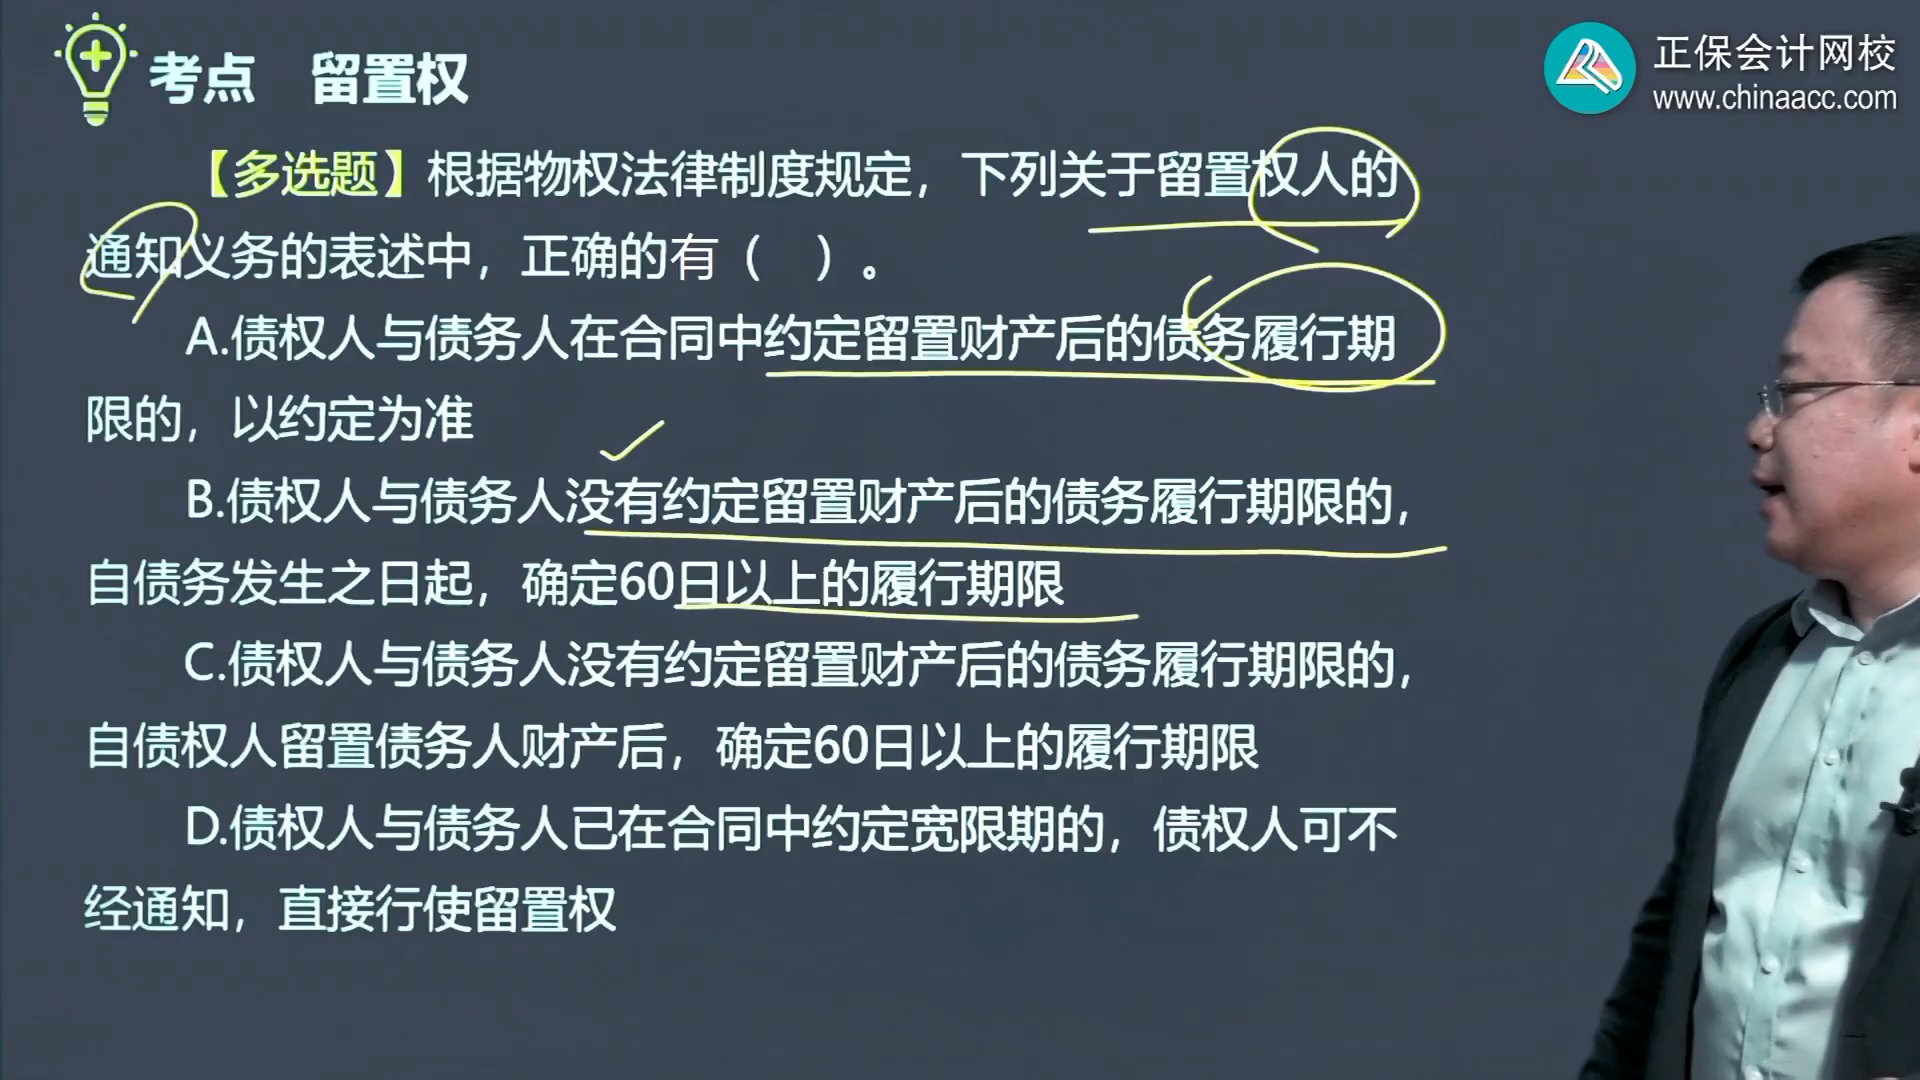 考点 留置权
正保会计网校
www.chinaacc.com
【多选题】根据物权法律制度规定，下列关于留置权人的
通知义务的表述中，正确的有（ ）。
A.债权人与债务人在合同中约定留置财产后的债务履行期
限的，以约定为准
B.债权人与债务人没有约定留置财产后的债务履行期限的，
自债务发生之日起，确定60日以上的履行期限
C.债权人与债务人没有约定留置财产后的债务履行期限的，
自债权人留置债务人财产后，确定60日以上的履行期限
D.债权人与债务人已在合同中约定宽限期的，债权人可不
经通知，直接行使留置权